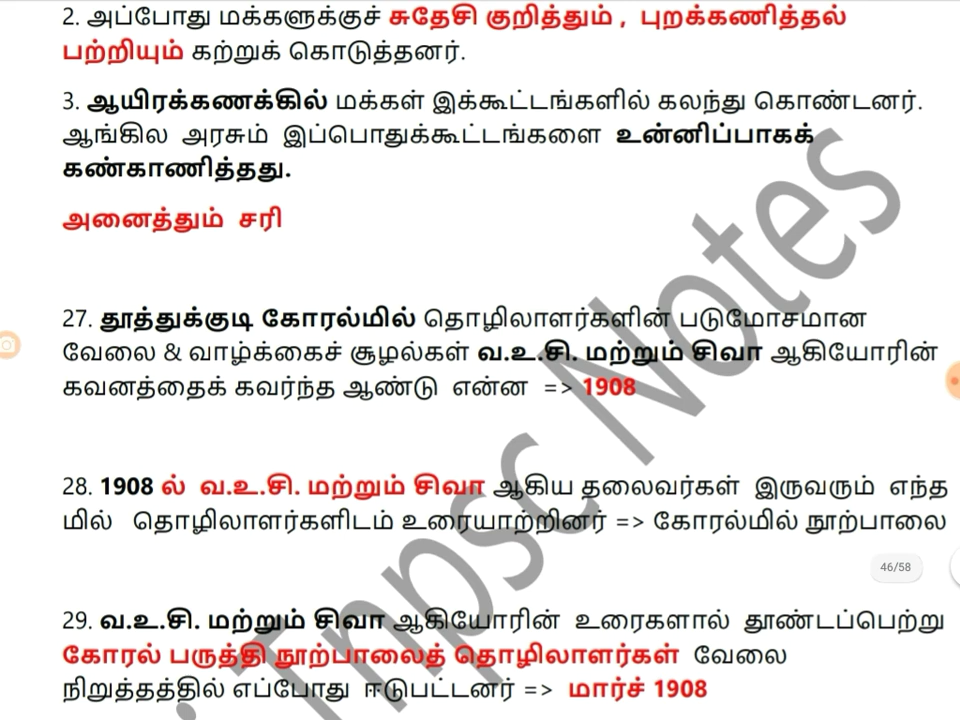 2. அப்போது மக்களுக்குச் சுதேசி குறித்தும் , புறக்கணித்தல்
பற்றியும் கற்றுக் கொடுத்தனர்.
3. ஆயிரக்கணக்கில் மக்கள் இக்கூட்டங்களில் கலந்து கொண்டனர்.
ஆங்கில அரசும் இப்பொதுக்கூட்டங்களை உன்னிப்பாகக்
கண்காணித்தது.
அனைத்தும் சரி
27. தூத்துக்குடி கோரல்மில் தொழிலாளர்களின் படுமோசமான
வேலை & வாழ்க்கைச் சூழல்கள் வ.உ.சி. மற்றும் சிவா ஆகியோரின்
கவனத்தைக் கவர்ந்த ஆண்டு என்ன => 1908
28. 1908 ல் வ.உ.சி. மற்றும் சிவா ஆகிய தலைவர்கள் இருவரும் எந்த
மில் தொழிலாளர்களிடம் உரையாற்றினர் => கோரல்மில் நூற்பாலை
46/58
29. வ.உ.சி. மற்றும் சிவா ஆகியோரின் உரைகளால் தூண்டப்பெற்று
கோரல் பருத்தி நூற்பாலைத் தொழிலாளர்கள் வேலை
நிறுத்தத்தில் எப்போது ஈடுபட்டனர் => மார்ச் 1908
i Tnpsc Notes